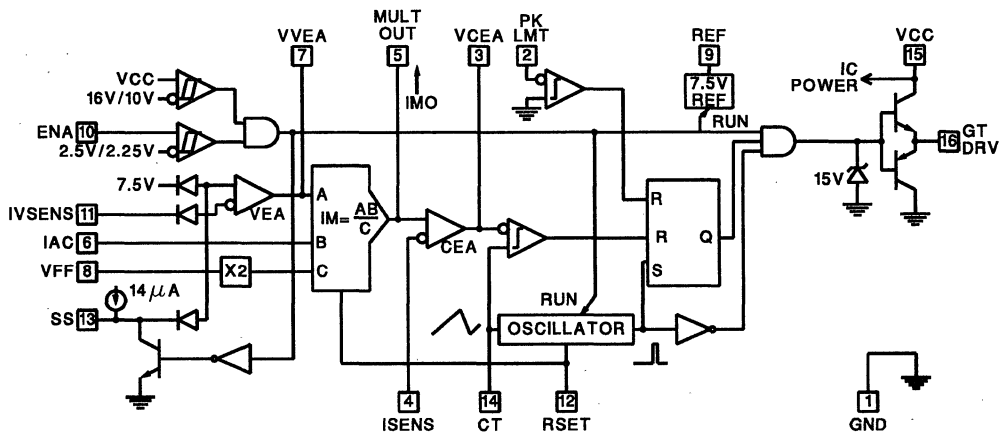 VVEA
7
MULT
OUT
5
IMO
VCEA
3
PK
LMT
2
REF
9
7.5V
REF
RUN
VCC
15
IC
POWER
VCC
16V/10V
ENA 10
2.5V/2.25V
16 GT
DRV
15V
7.5V
IVSENS 11
VEA
IAC 6
VFF 8
X2
A
IM= AB
C
B
C
CEA
R
R Q
S
14 μA
SS 13
RUN
OSCILLATOR
4
ISENS
14
CT
12
RSET
1
GND